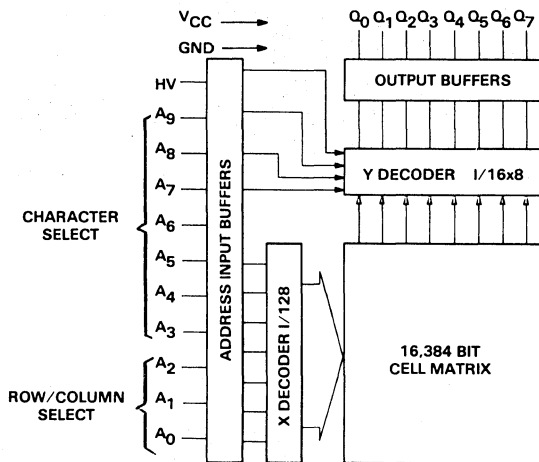 VCC
GND
Q0 Q1 Q2 Q3 Q4 Q5 Q6 Q7
OUTPUT BUFFERS
HV
A9
A8
A7
A6
A5
A4
A3
A2
A1
A0
CHARACTER
SELECT
ROW/COLUMN
SELECT
ADDRESS INPUT BUFFERS
X DECODER I/128
Y DECODER I/16x8
16,384 BIT
CELL MATRIX